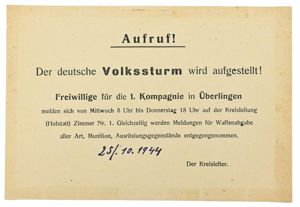 Aufruf!
Der deutsche Volkssturm wird aufgestellt!
Freiwillige für die 1. Kompagnie in Überlingen
melden sich von Mittwoch 8 Uhr bis Donnerstag 18 Uhr auf der Kreisleitung
(Hofstatt) Zimmer Nr. 1. Gleichzeitig werden Meldungen für Waffenabgabe
aller Art, Munition, Ausrüstungsgegenstände entgegengenommen.
25/.10.1944
Der Kreisleiter.